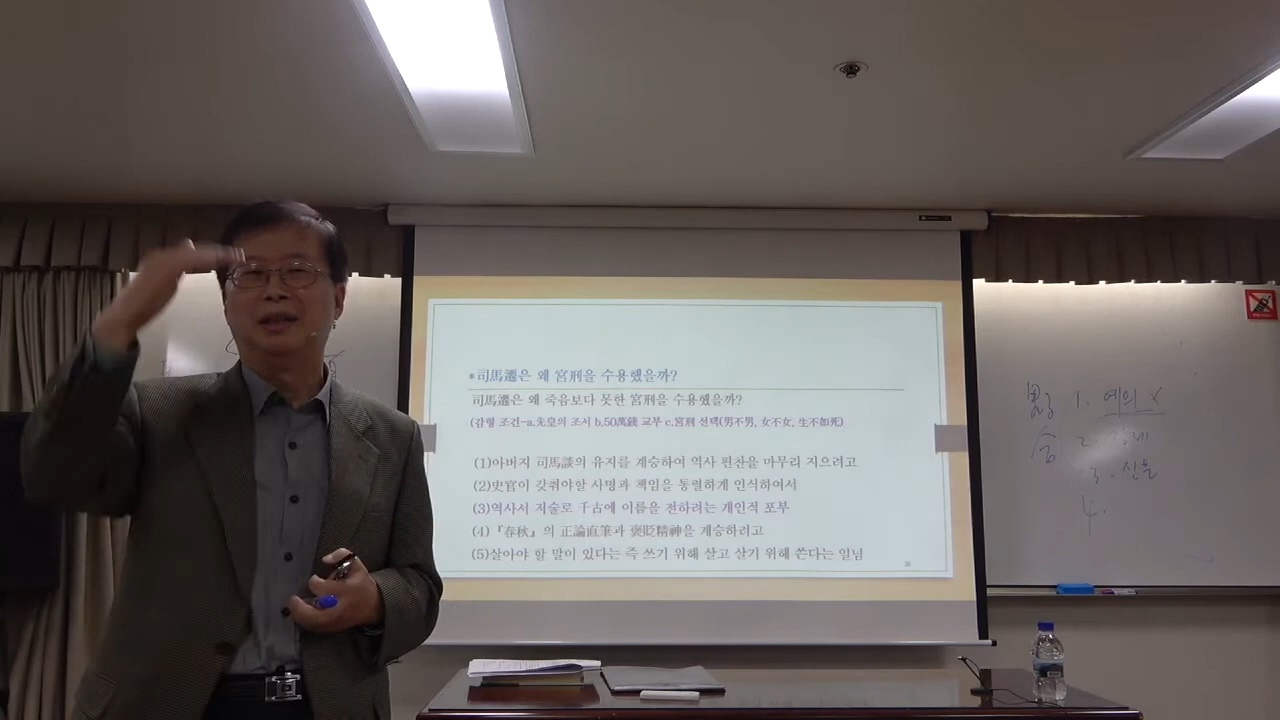 *司馬遷은 왜 宮刑을 수용했을까?
司馬遷은 왜 죽음보다 못한 宮刑을 수용했을까?
(감형 조건-a.先皇의 조서 b.50萬錢 교부 c.宮刑 선택(男不男, 女不女, 生不如死)
(1)아버지 司馬談의 유지를 계승하여 역사 편찬을 마무리 지으려고
(2)史官이 갖춰야할 사명과 책임을 통렬하게 인식하여서
(3)역사서 저술로 千古에 이름을 전하려는 개인적 포부
(4)『春秋』의 正論直筆과 褒貶精神을 계승하려고
(5)살아야 할 말이 있다는 즉 쓰기 위해 살고 살기 위해 쓴다는 일념
1. 예외 X
2.
3. 신울
4.